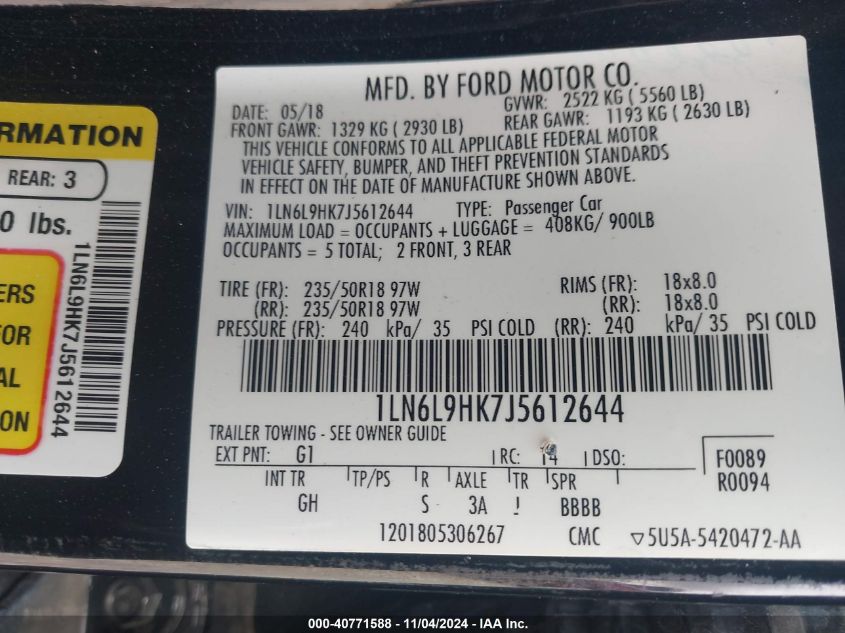 RMATION
REAR: 3
0 lbs.
ERS
FOR
AL
ON
1LN6L9HK7J5612644
MFD. BY FORD MOTOR CO.
DATE: 05/18 GVWR: 2522 KG ( 5560 LB)
FRONT GAWR: 1329 KG ( 2930 LB) REAR GAWR: 1193 KG ( 2630 LB)
THIS VEHICLE CONFORMS TO ALL APPLICABLE FEDERAL MOTOR
VEHICLE SAFETY, BUMPER, AND THEFT PREVENTION STANDARDS
IN EFFECT ON THE DATE OF MANUFACTURE SHOWN ABOVE.
VIN: 1LN6L9HK7J5612644 TYPE: Passenger Car
MAXIMUM LOAD = OCCUPANTS + LUGGAGE = 408KG/ 900LB
OCCUPANTS = 5 TOTAL; 2 FRONT, 3 REAR
TIRE (FR): 235/50R18 97W RIMS (FR): 18x8.0
(RR): 235/50R18 97W (RR): 18x8.0
PRESSURE (FR): 240 kPa/ 35 PSI COLD (RR): 240 kPa/ 35 PSI COLD
1LN6L9HK7J5612644
TRAILER TOWING - SEE OWNER GUIDE
EXT PNT: G1 RC: 14 DSO: F0089
R0094
INT TR TP/PS R AXLE TR SPR
GH S 3A J BBBB
1201805306267 CMC ▽5U5A-5420472-AA
000-40771588 - 11/04/2024 - IAA Inc.